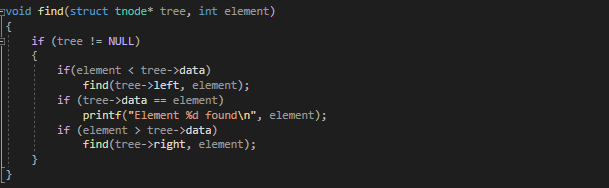 void find(struct tnode* tree, int element)
{
    if (tree != NULL)
    {
        if(element < tree->data)
            find(tree->left, element);
        if (tree->data == element)
            printf("Element %d found\n", element);
        if (element > tree->data)
            find(tree->right, element);
    }
}